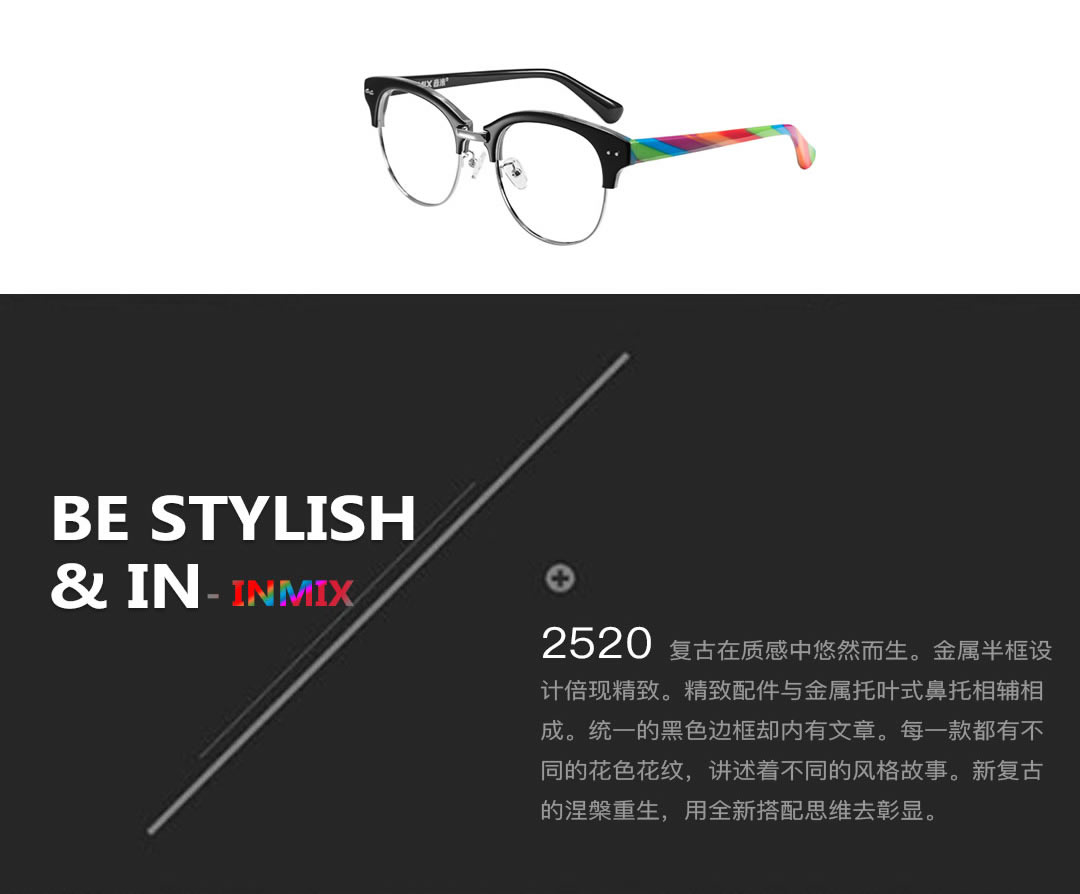 音米
BE STYLISH
& IN - INMIX
2520 复古在质感中悠然而生。金属半框设
计倍现精致。精致配件与金属托叶式鼻托相辅相
成。统一的黑色边框却内有文章。每一款都有不
同的花色花纹，讲述着不同的风格故事。新复古
的涅槃重生，用全新搭配思维去彰显。